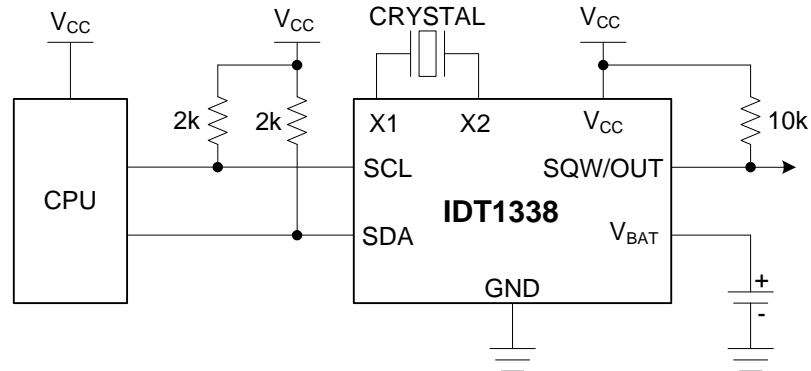 CRYSTAL
VCC
VCC
VCC
2k
2k
X1
X2
VCC
10k
SCL
SQW/OUT
CPU
IDT1338
SDA
VBAT
GND
+
-